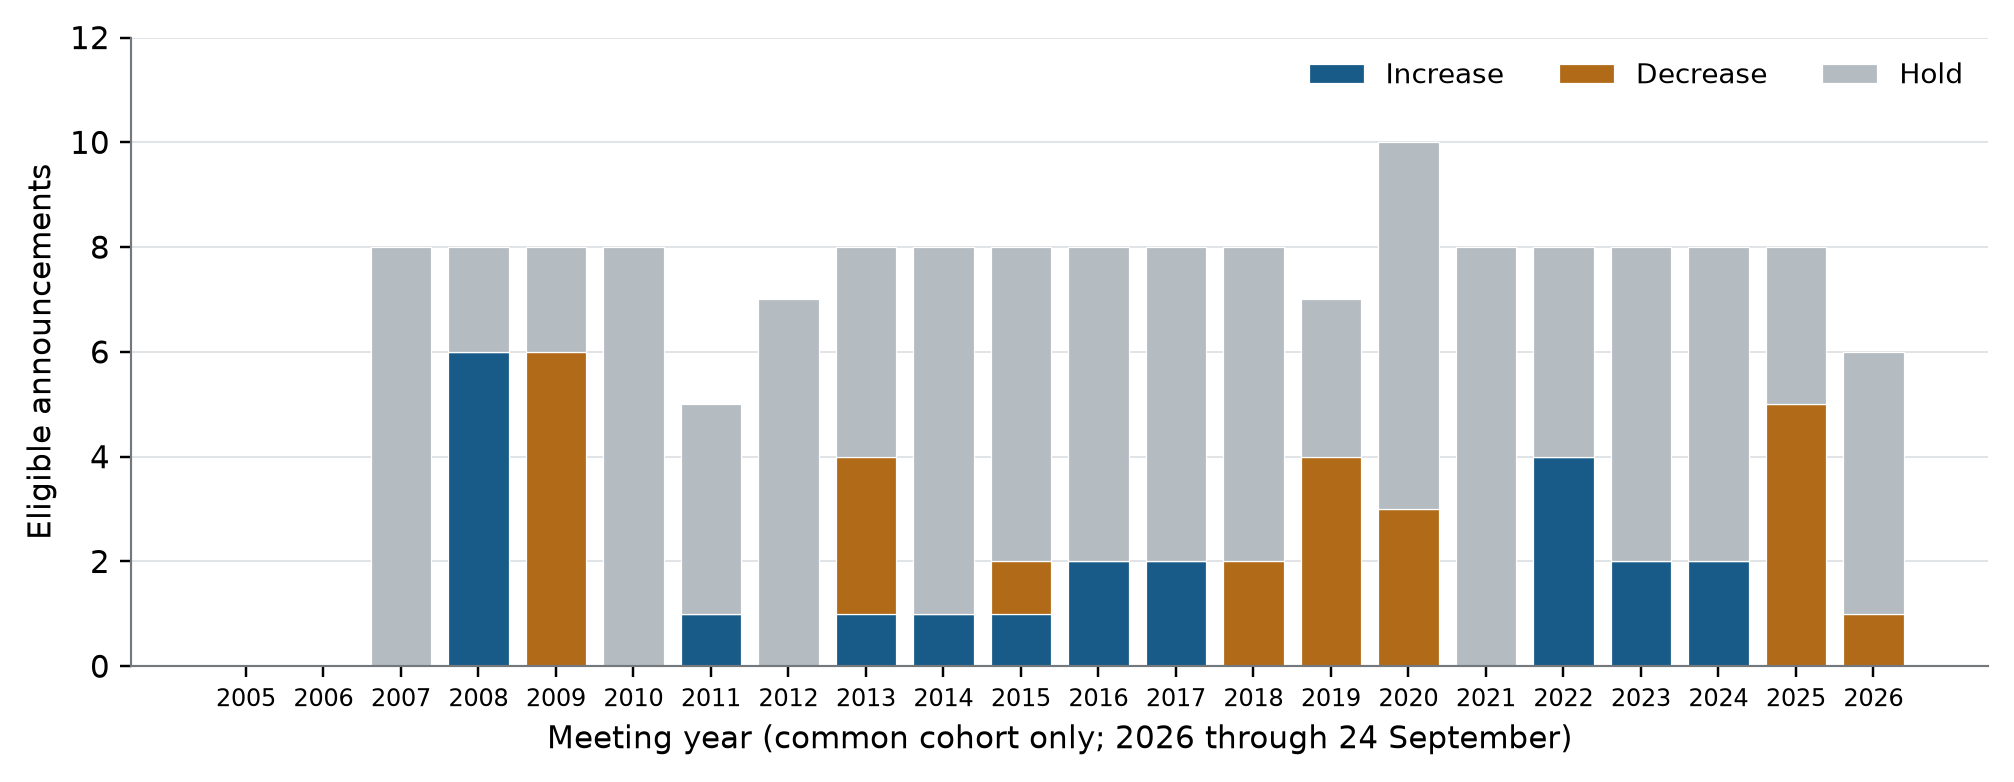 Increase Decrease Hold
Eligible announcements
12
10
8
6
4
2
0
2005 2006 2007 2008 2009 2010 2011 2012 2013 2014 2015 2016 2017 2018 2019 2020 2021 2022 2023 2024 2025 2026
Meeting year (common cohort only; 2026 through 24 September)